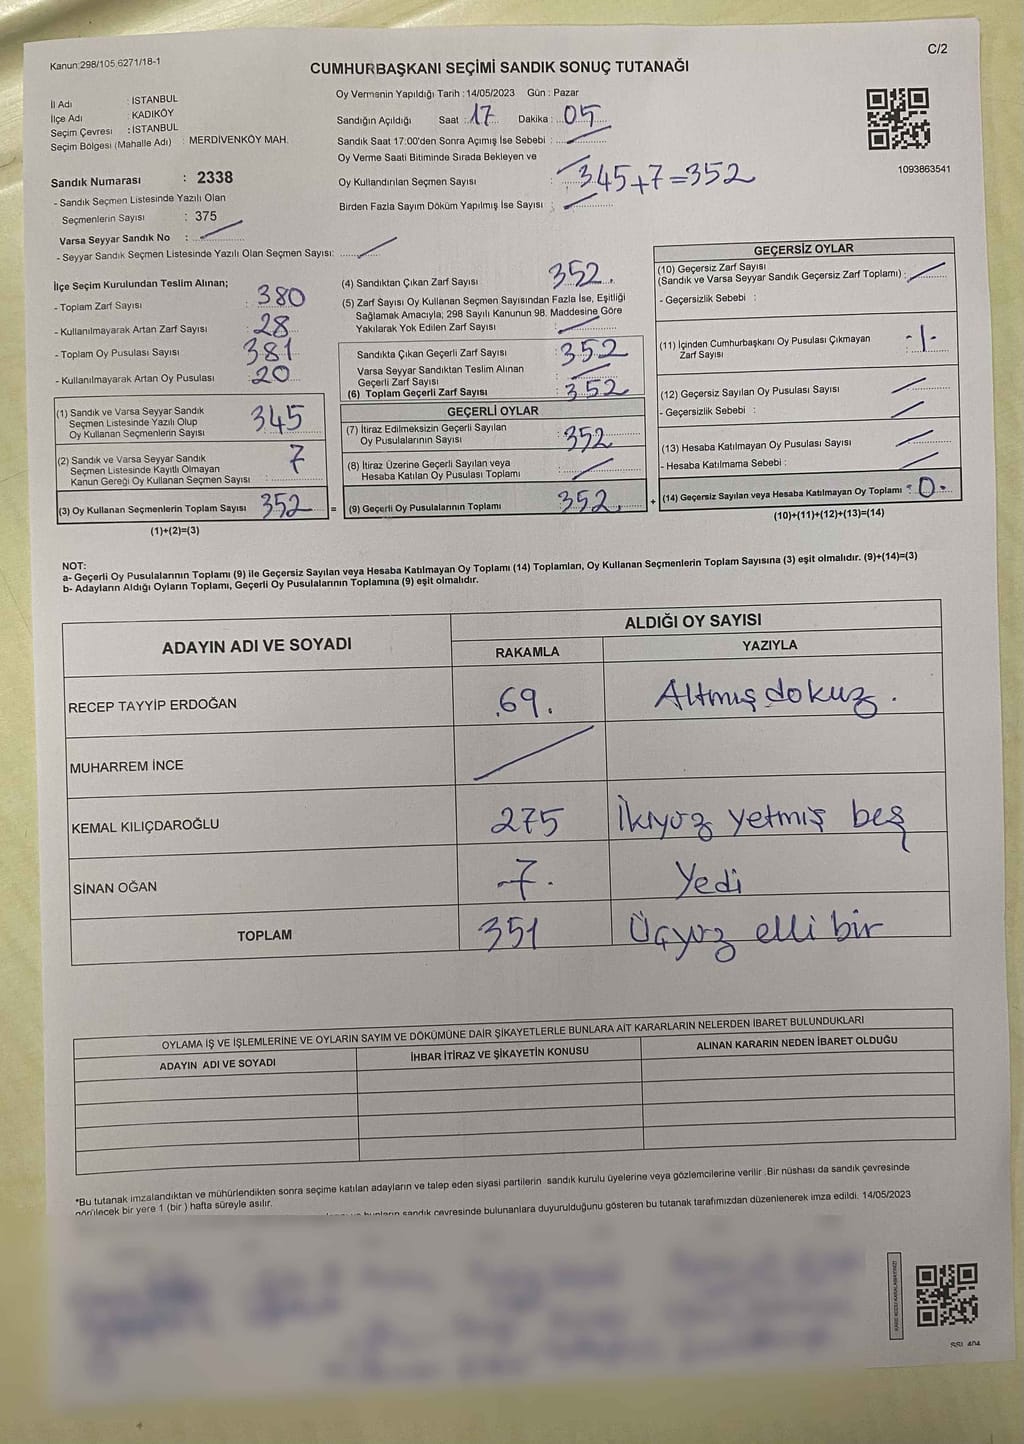 Kanun:298/105,6271/18-1
C/2
CUMHURBAŞKANI SEÇİMİ SANDIK SONUÇ TUTANAĞI
İl Adı : İSTANBUL
İlçe Adı : KADIKÖY
Seçim Çevresi : İSTANBUL
Seçim Bölgesi (Mahalle Adı) : MERDİVENKÖY MAH.
Sandık Numarası : 2338
- Sandık Seçmen Listesinde Yazılı Olan
Seçmenlerin Sayısı : 375
Varsa Seyyar Sandık No :
- Seyyar Sandık Seçmen Listesinde Yazılı Olan Seçmen Sayısı:
Oy Vermenin Yapıldığı Tarih :14/05/2023 Gün : Pazar
Sandığın Açıldığı Saat : 17 Dakika : 05
Sandık Saat 17:00'den Sonra Açımış İse Sebebi :
Oy Verme Saati Bitiminde Sırada Bekleyen ve
Oy Kullandırılan Seçmen Sayısı : 345+7=352
Birden Fazla Sayım Döküm Yapılmış İse Sayısı :
1093863541
İlçe Seçim Kurulundan Teslim Alınan;
- Toplam Zarf Sayısı : 380
- Kullanılmayarak Artan Zarf Sayısı : 28
- Toplam Oy Pusulası Sayısı : 381
- Kullanılmayarak Artan Oy Pusulası : 20
(1) Sandık ve Varsa Seyyar Sandık
Seçmen Listesinde Yazılı Olup
Oy Kullanan Seçmenlerin Sayısı 345
(2) Sandık ve Varsa Seyyar Sandık
Seçmen Listesinde Kayıtlı Olmayan
Kanun Gereği Oy Kullanan Seçmen Sayısı 7
(3) Oy Kullanan Seçmenlerin Toplam Sayısı 352 =
(1)+(2)=(3)
(4) Sandıktan Çıkan Zarf Sayısı 352.
(5) Zarf Sayısı Oy Kullanan Seçmen Sayısından Fazla İse, Eşitliği
Sağlamak Amacıyla; 298 Sayılı Kanunun 98. Maddesine Göre
Yakılarak Yok Edilen Zarf Sayısı :
Sandıkta Çıkan Geçerli Zarf Sayısı : 352
Varsa Seyyar Sandıktan Teslim Alınan
Geçerli Zarf Sayısı :
(6) Toplam Geçerli Zarf Sayısı : 352
GEÇERLİ OYLAR
(7) İtiraz Edilmeksizin Geçerli Sayılan
Oy Pusulalarının Sayısı : 352
(8) İtiraz Üzerine Geçerli Sayılan veya
Hesaba Katılan Oy Pusulası Toplamı :
(9) Geçerli Oy Pusulalarının Toplamı : 352 +
GEÇERSİZ OYLAR
(10) Geçersiz Zarf Sayısı
(Sandık ve Varsa Seyyar Sandık Geçersiz Zarf Toplamı) :
- Geçersizlik Sebebi :
(11) İçinden Cumhurbaşkanı Oy Pusulası Çıkmayan
Zarf Sayısı : -1-
(12) Geçersiz Sayılan Oy Pusulası Sayısı :
- Geçersizlik Sebebi :
(13) Hesaba Katılmayan Oy Pusulası Sayısı :
- Hesaba Katılmama Sebebi :
(14) Geçersiz Sayılan veya Hesaba Katılmayan Oy Toplamı : 0.
(10)+(11)+(12)+(13)=(14)
NOT:
a- Geçerli Oy Pusulalarının Toplamı (9) ile Geçersiz Sayılan veya Hesaba Katılmayan Oy Toplamı (14) Toplamları, Oy Kullanan Seçmenlerin Toplam Sayısına (3) eşit olmalıdır. (9)+(14)=(3)
b- Adayların Aldığı Oyların Toplamı, Geçerli Oy Pusulalarının Toplamına (9) eşit olmalıdır.
ADAYIN ADI VE SOYADI
ALDIĞI OY SAYISI
RAKAMLA YAZIYLA
RECEP TAYYİP ERDOĞAN .69. Altmış dokuz.
MUHARREM İNCE
KEMAL KILIÇDAROĞLU 275 İkiyüz yetmiş beş
SİNAN OĞAN -7. Yedi
TOPLAM 351 Üçyüz elli bir
OYLAMA İŞ VE İŞLEMLERİNE VE OYLARIN SAYIM VE DÖKÜMÜNE DAİR ŞİKAYETLERLE BUNLARA AİT KARARLARIN NELERDEN İBARET BULUNDUKLARI
ADAYIN ADI VE SOYADI İHBAR İTİRAZ VE ŞİKAYETİN KONUSU ALINAN KARARIN NEDEN İBARET OLDUĞU
*Bu tutanak imzalandıktan ve mühürlendikten sonra seçime katılan adayların ve talep eden siyasi partilerin sandık kurulu üyelerine veya gözlemcilerine verilir .Bir nüshası da sandık çevresinde
görülecek bir yere 1 (bir ) hafta süreyle asılır.
bunların sandık çevresinde bulunanlara duyurulduğunu gösteren bu tutanak tarafımızdan düzenlenerek imza edildi. 14/05/2023